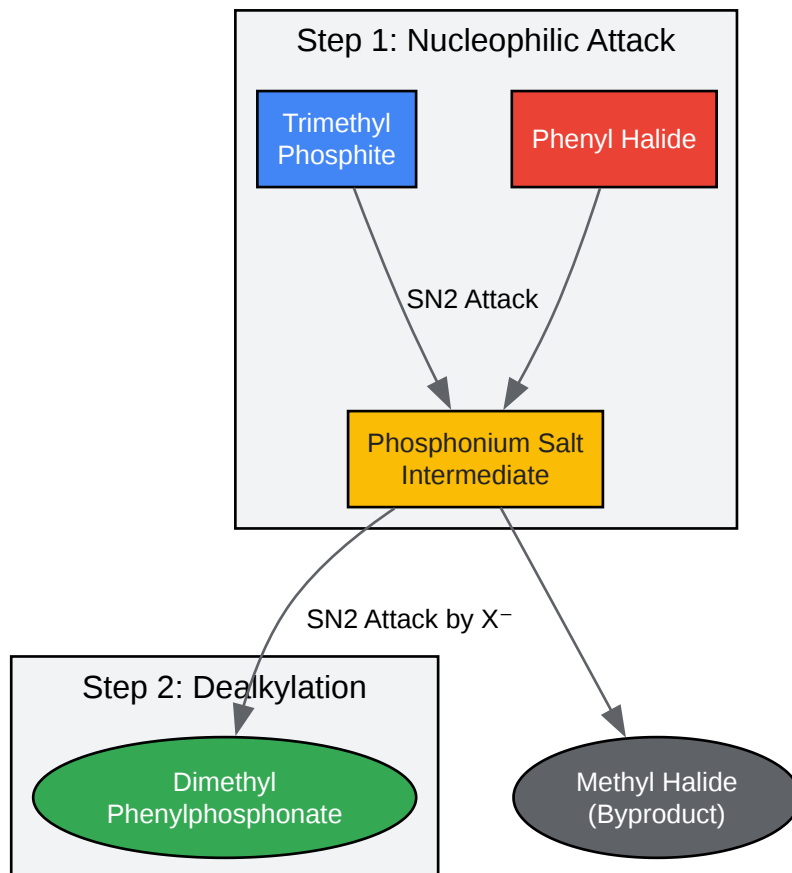 Step 1: Nucleophilic Attack
Trimethyl
Phosphite
Phenyl Halide
SN2 Attack
Phosphonium Salt
Intermediate
SN2 Attack by X⁻
Step 2: Dealkylation
Dimethyl
Phenylphosphonate
Methyl Halide
(Byproduct)